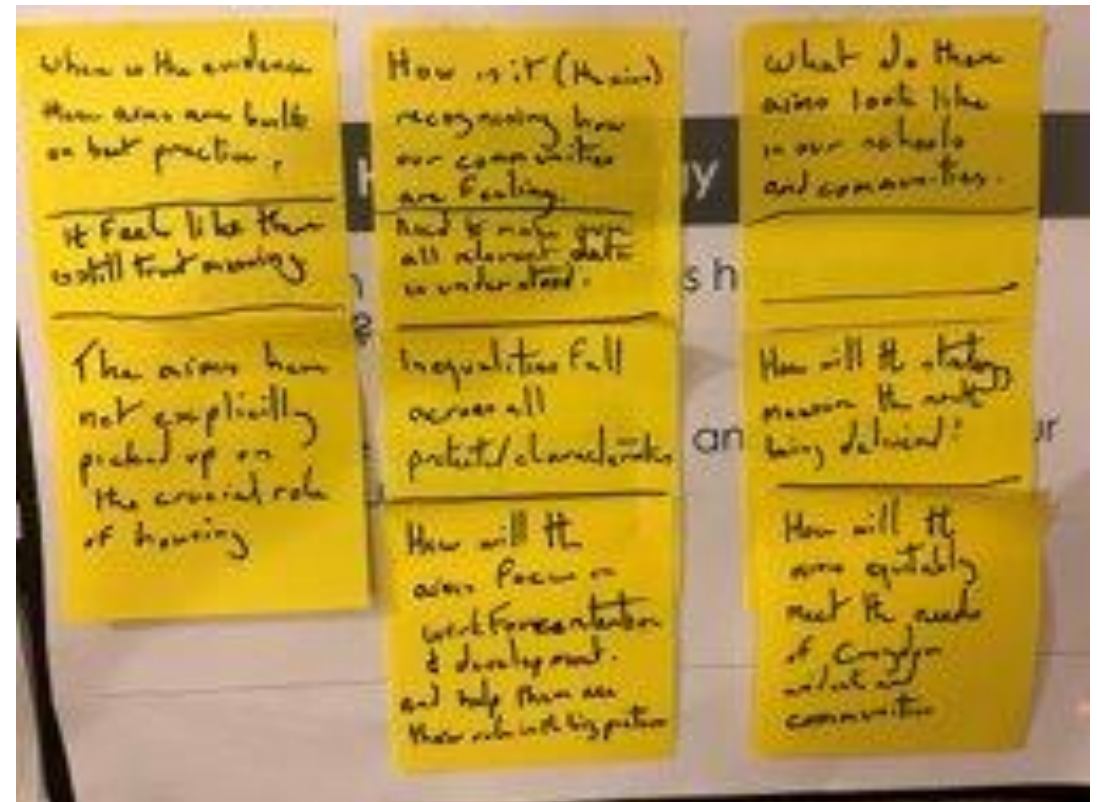 Where is the evidence
these aims are built
on best practice,
It feels like there
is still trust missing
The aims have
not explicitly
picked up on
the crucial role
of housing
How is it (the aims)
recognising how
our communities
are feeling.
Need to make sure
all relevant data
is understood.
Inequalities fall
across all
protected characteristics
How will the
aims focus on
workforce retention
& development.
and help them see
their role in the big picture
What do these
aims look like
in our schools
and communities.
How will the strategy
measure the work
being delivered?
How will the
aims equitably
meet the needs
of Croydon
and
communities
gy
s h
an
ur